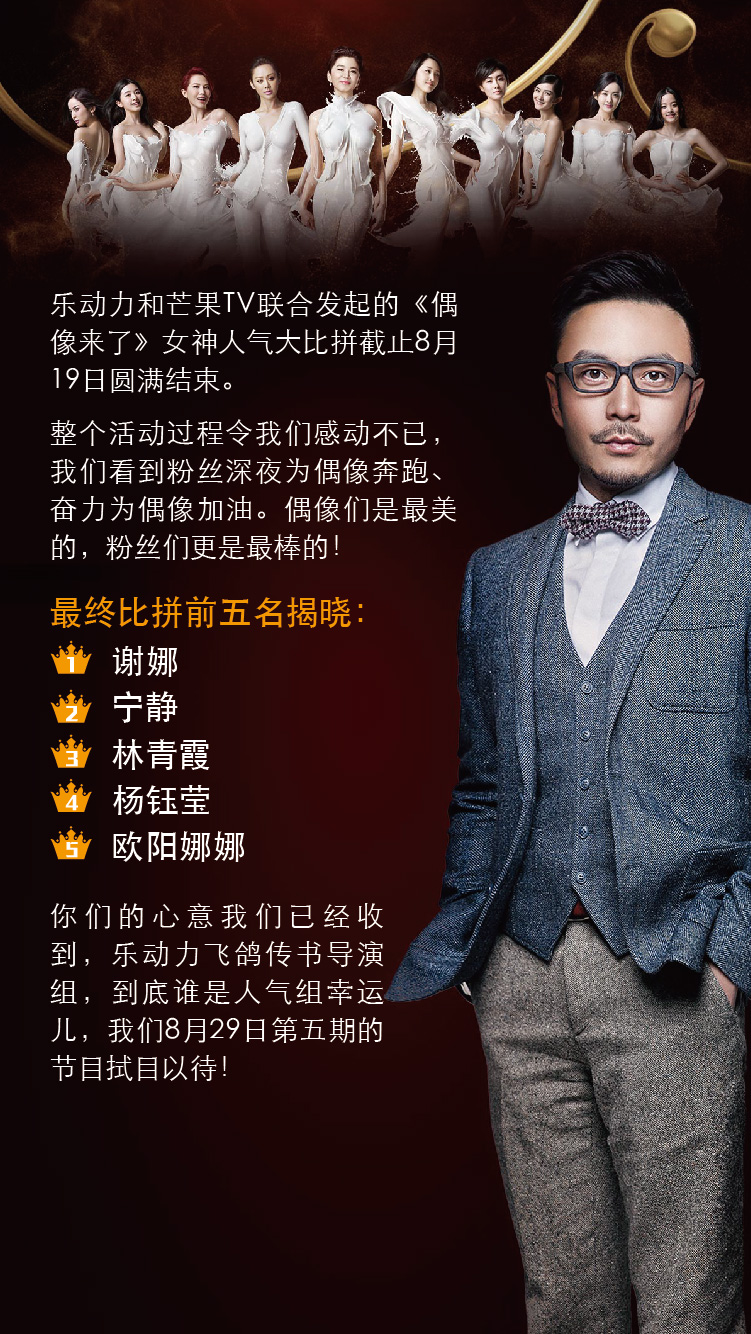 乐动力和芒果TV联合发起的《偶
像来了》女神人气大比拼截止8月
19日圆满结束。
整个活动过程令我们感动不已，
我们看到粉丝深夜为偶像奔跑、
奋力为偶像加油。偶像们是最美
的，粉丝们更是最棒的！
最终比拼前五名揭晓：
1 谢娜
2 宁静
3 林青霞
4 杨钰莹
5 欧阳娜娜
你们的心意我们已经收
到，乐动力飞鸽传书导演
组，到底谁是人气组幸运
儿，我们8月29日第五期的
节目拭目以待！